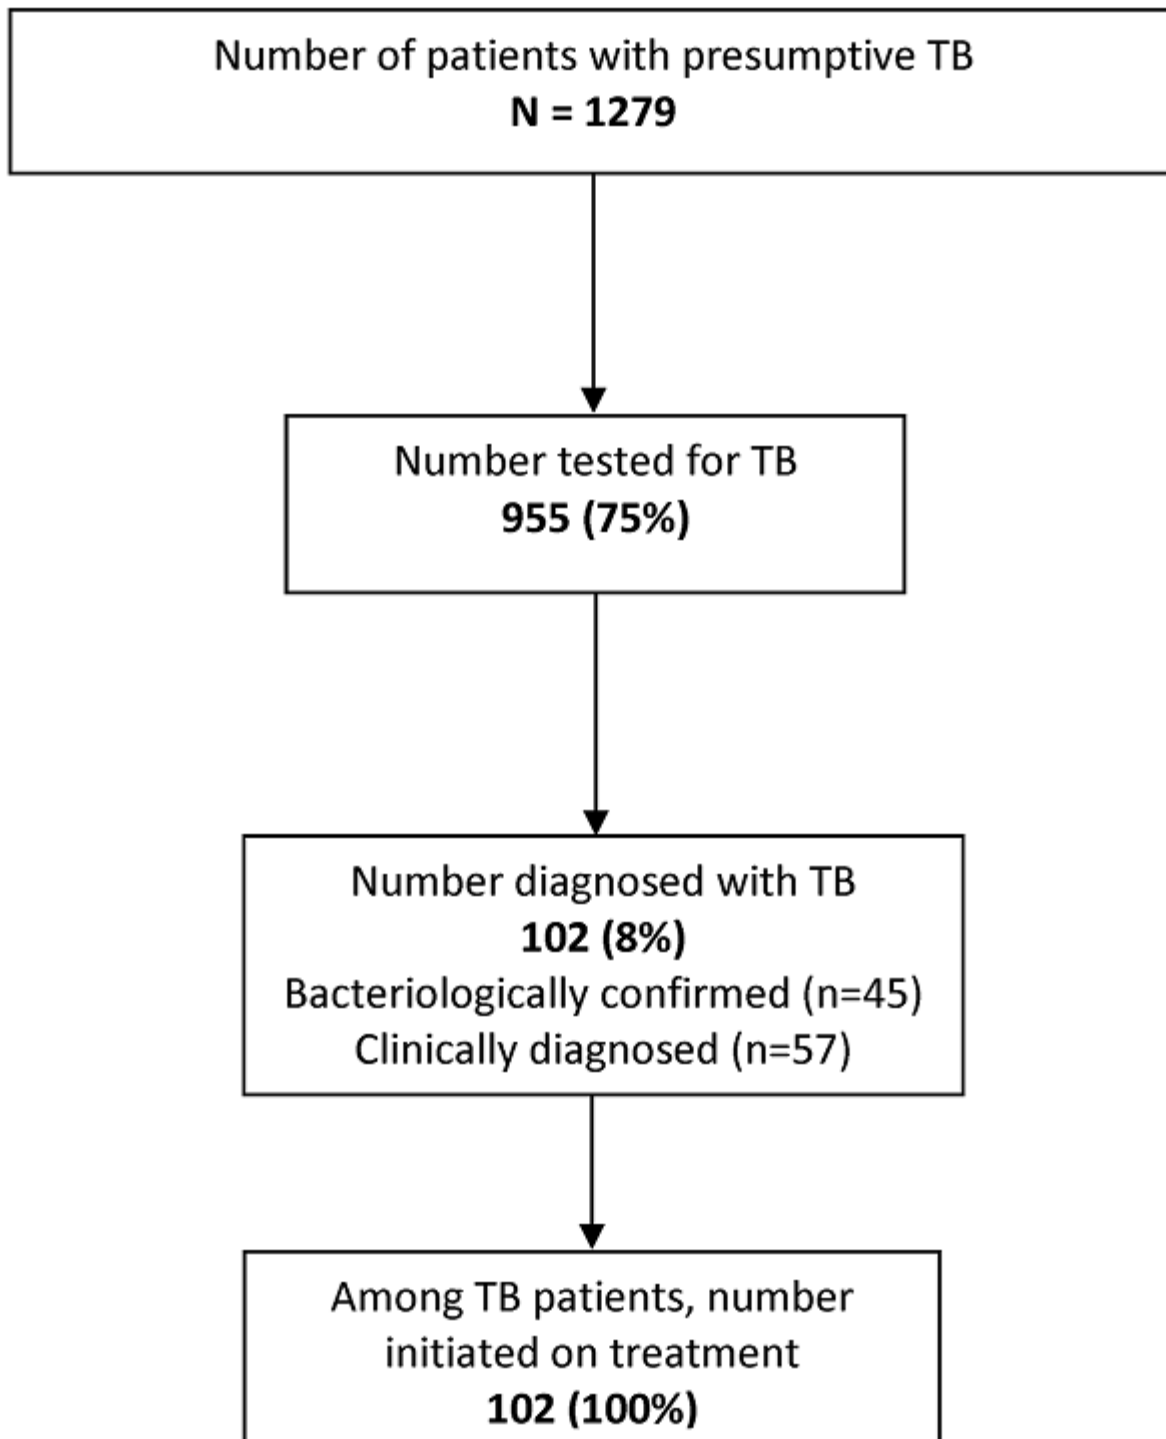 Number of patients with presumptive TB
N = 1279
Number tested for TB
955 (75%)
Number diagnosed with TB
102 (8%)
Bacteriologically confirmed (n=45)
Clinically diagnosed (n=57)
Among TB patients, number
initiated on treatment
102 (100%)